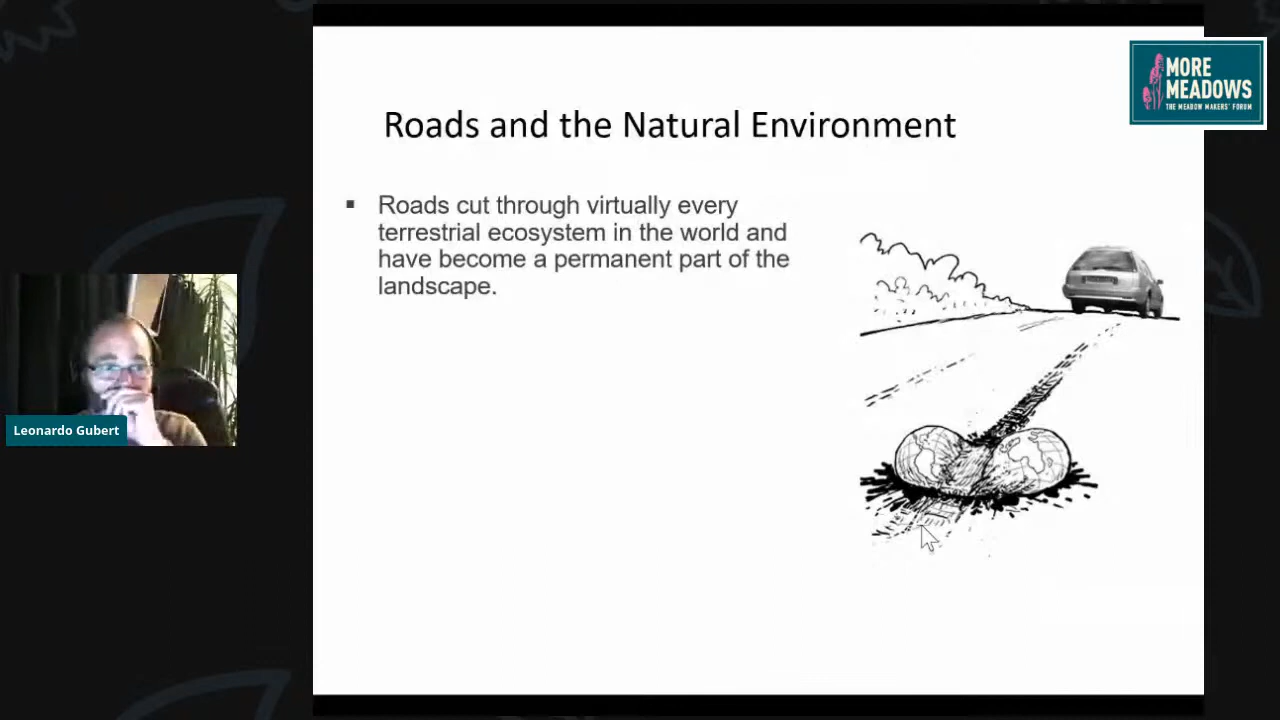 MORE
MEADOWS
THE MEADOW MAKERS' FORUM
Roads and the Natural Environment
▪ Roads cut through virtually every
terrestrial ecosystem in the world and
have become a permanent part of the
landscape.
Leonardo Gubert